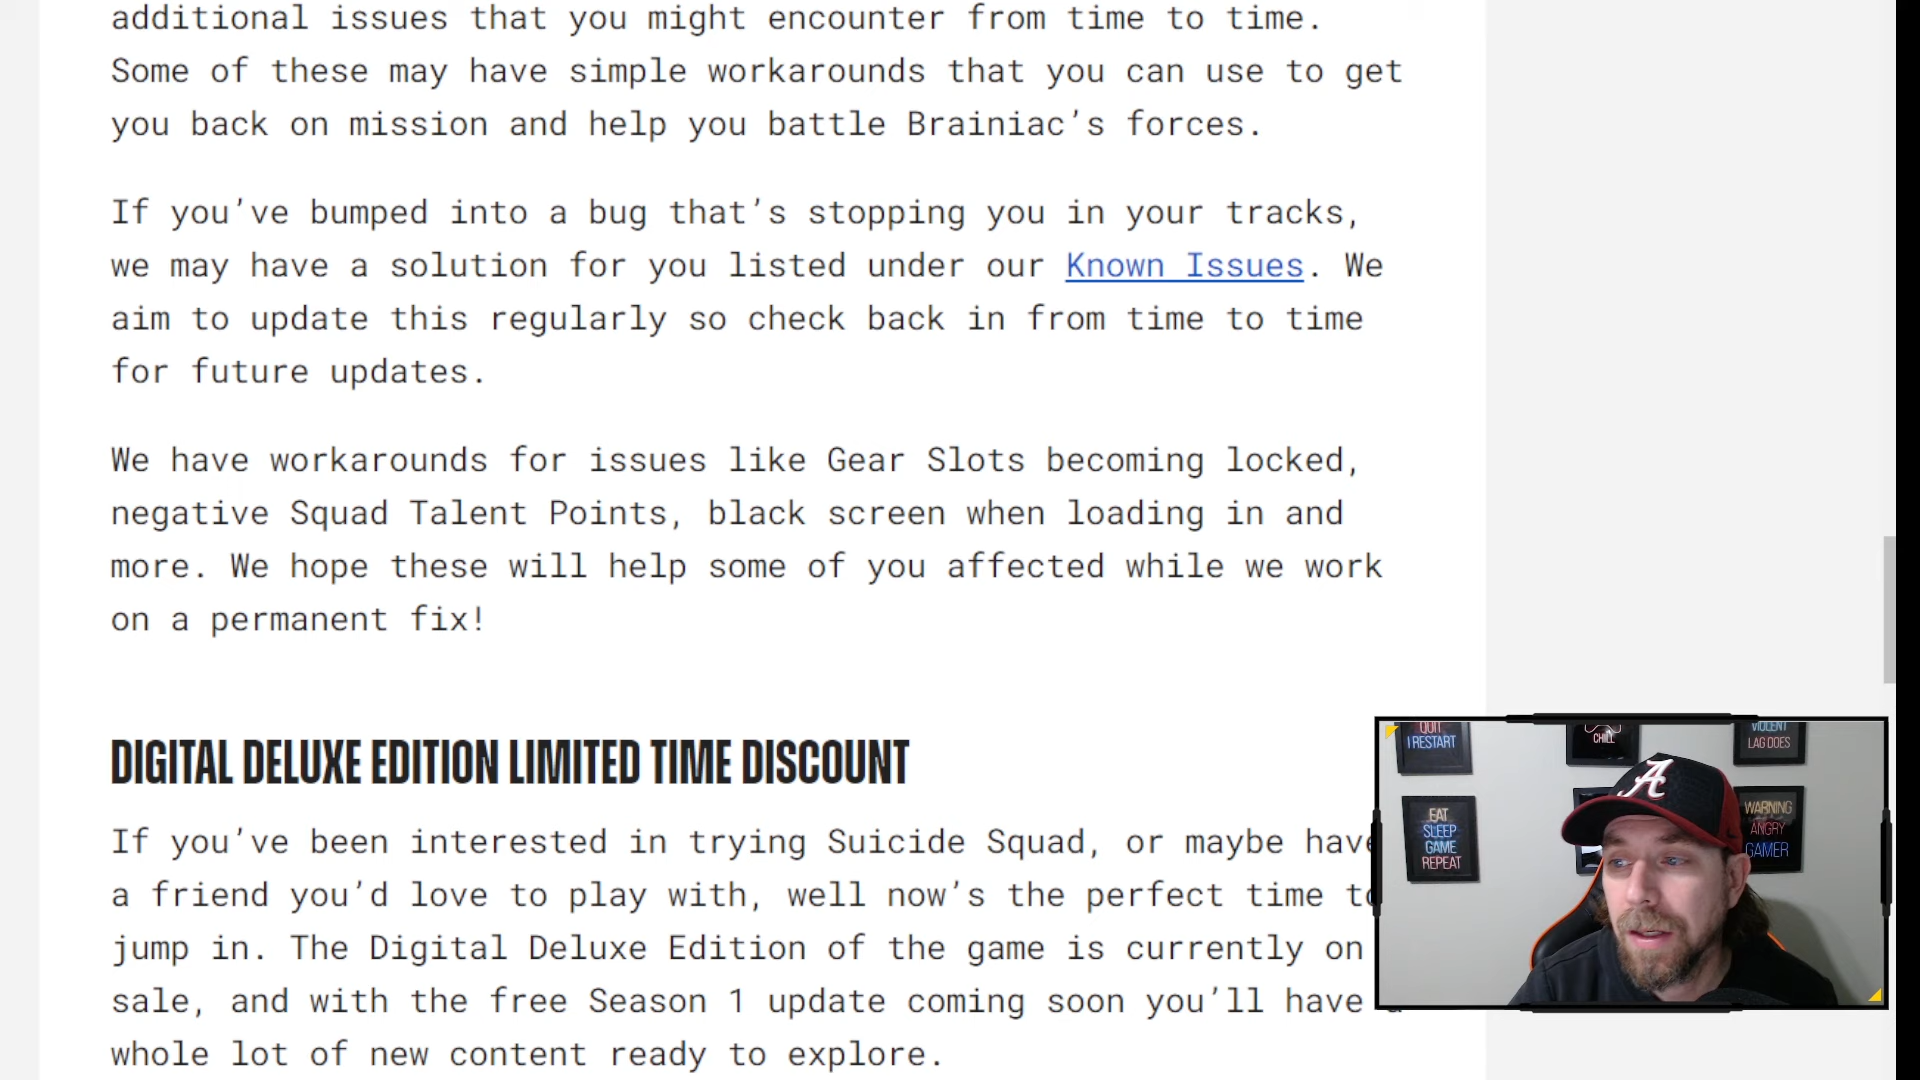 additional issues that you might encounter from time to time.
Some of these may have simple workarounds that you can use to get
you back on mission and help you battle Brainiac’s forces.
If you’ve bumped into a bug that’s stopping you in your tracks,
we may have a solution for you listed under our Known Issues. We
aim to update this regularly so check back in from time to time
for future updates.
We have workarounds for issues like Gear Slots becoming locked,
negative Squad Talent Points, black screen when loading in and
more. We hope these will help some of you affected while we work
on a permanent fix!
DIGITAL DELUXE EDITION LIMITED TIME DISCOUNT
If you’ve been interested in trying Suicide Squad, or maybe have
a friend you’d love to play with, well now’s the perfect time to
jump in. The Digital Deluxe Edition of the game is currently on
sale, and with the free Season 1 update coming soon you’ll have
whole lot of new content ready to explore.
QUIT
I RESTART
CHILL
VIOLENT
LAG DOES
EAT
SLEEP
GAME
REPEAT
A
WARNING
ANGRY
GAMER